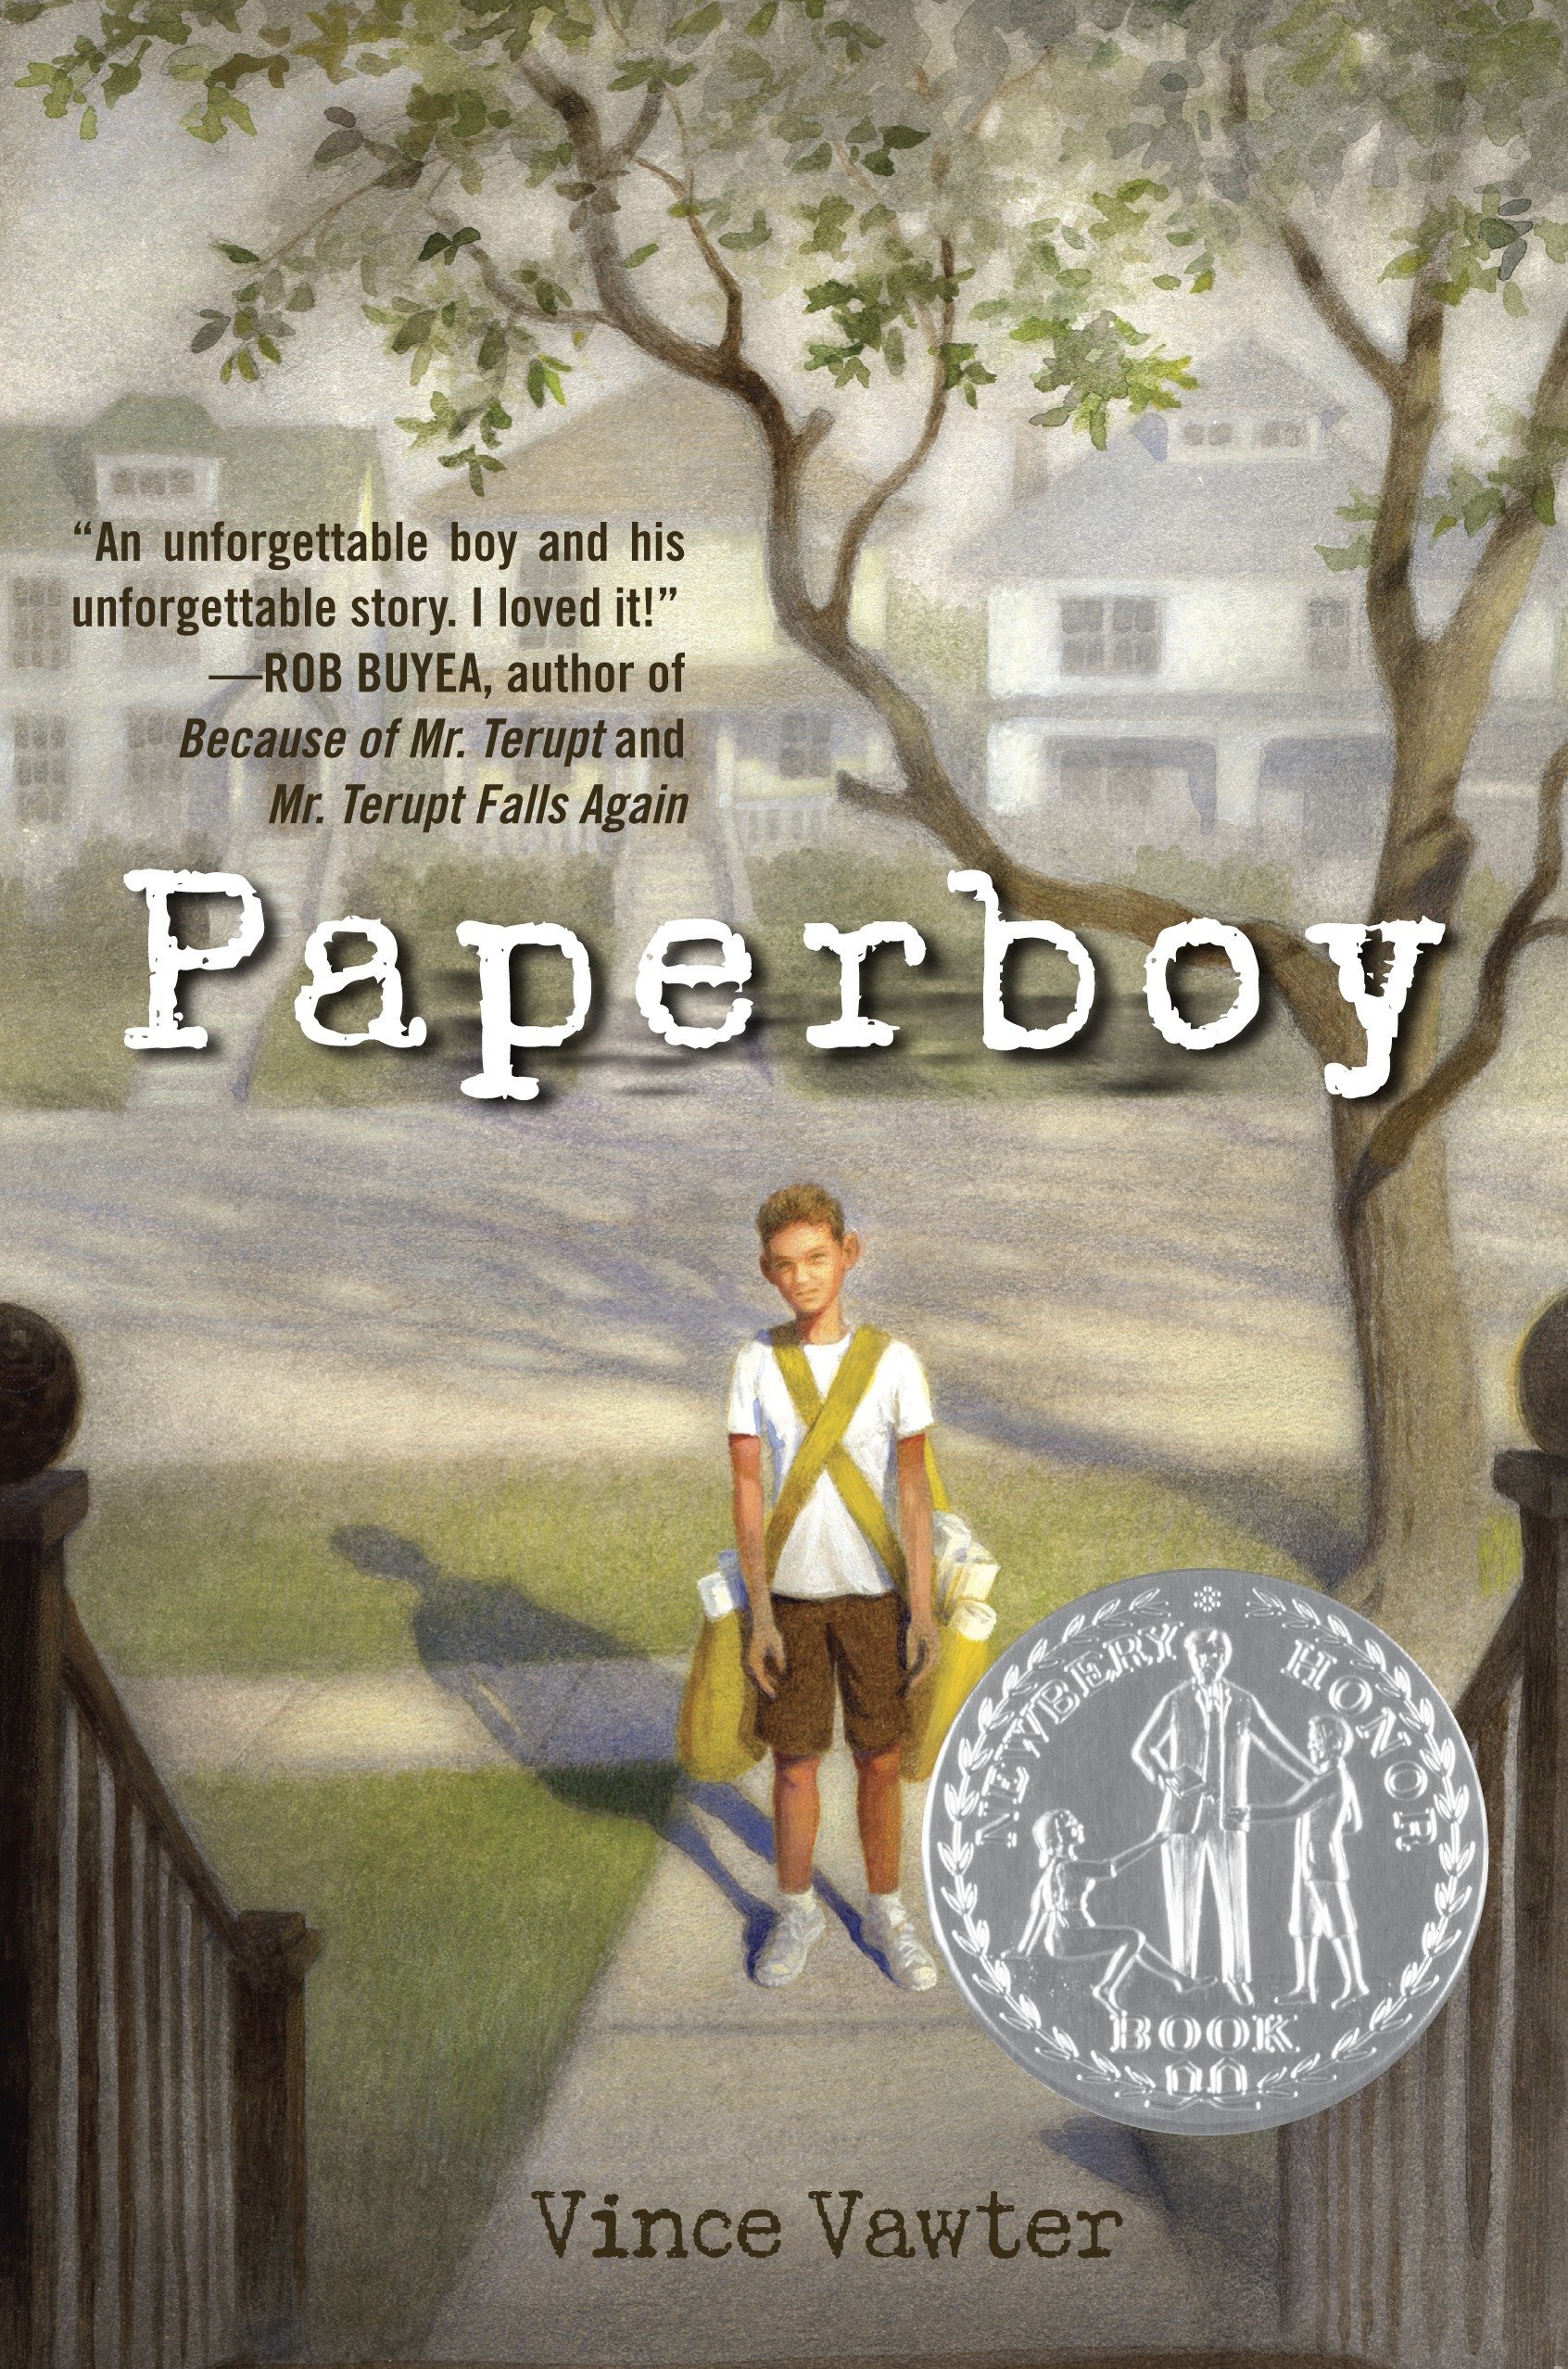 “An unforgettable boy and his
unforgettable story. I loved it!”
—ROB BUYEA, author of
Because of Mr. Terupt and
Mr. Terupt Falls Again
Paperboy
NEWBERY HONOR
BOOK
Vince Vawter